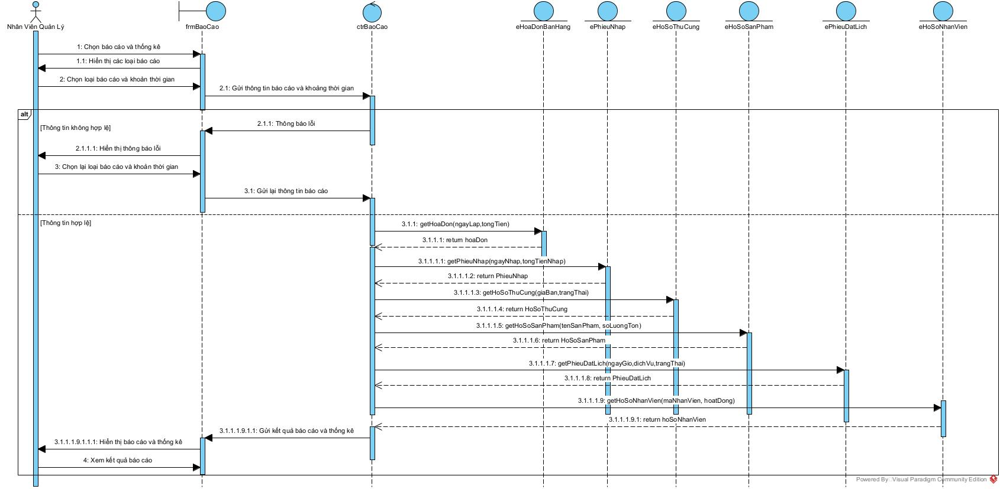 Nhân Viên Quản Lý
frmBaoCao
ctrBaoCao
eHoaDonBanHang
ePhieuNhap
eHoSoThuCung
eHoSoSanPham
ePhieuDatLich
eHoSoNhanVien
1: Chọn báo cáo và thống kê
1.1: Hiển thị các loại báo cáo
2: Chọn loại báo cáo và khoản thời gian
2.1: Gửi thông tin báo cáo và khoảng thời gian
alt
[Thông tin không hợp lệ]
2.1.1: Thông báo lỗi
2.1.1.1: Hiển thị thông báo lỗi
3: Chọn lại loại báo cáo và khoản thời gian
3.1: Gửi lại thông tin báo cáo
[Thông tin hợp lệ]
3.1.1: getHoaDon(ngayLap,tongTien)
3.1.1.1: return hoaDon
3.1.1.1.1: getPhieuNhap(ngayNhap,tongTienNhap)
3.1.1.1.2: return PhieuNhap
3.1.1.1.3: getHoSoThuCung(giaBan,trangThai)
3.1.1.1.4: return HoSoThuCung
3.1.1.1.5: getHoSoSanPham(tenSanPham, soLuongTon)
3.1.1.1.6: return HoSoSanPham
3.1.1.1.7: getPhieuDatLich(ngayGio,dichVu,trangThai)
3.1.1.1.8: return PhieuDatLich
3.1.1.1.9: getHoSoNhanVien(maNhanVien, hoatDong)
3.1.1.1.9.1: return hoSoNhanVien
3.1.1.1.9.1.1: Gửi kết quả báo cáo và thống kê
3.1.1.1.9.1.1.1: Hiển thị báo cáo và thống kê
4: Xem kết quả báo cáo
Powered By Visual Paradigm Community Edition